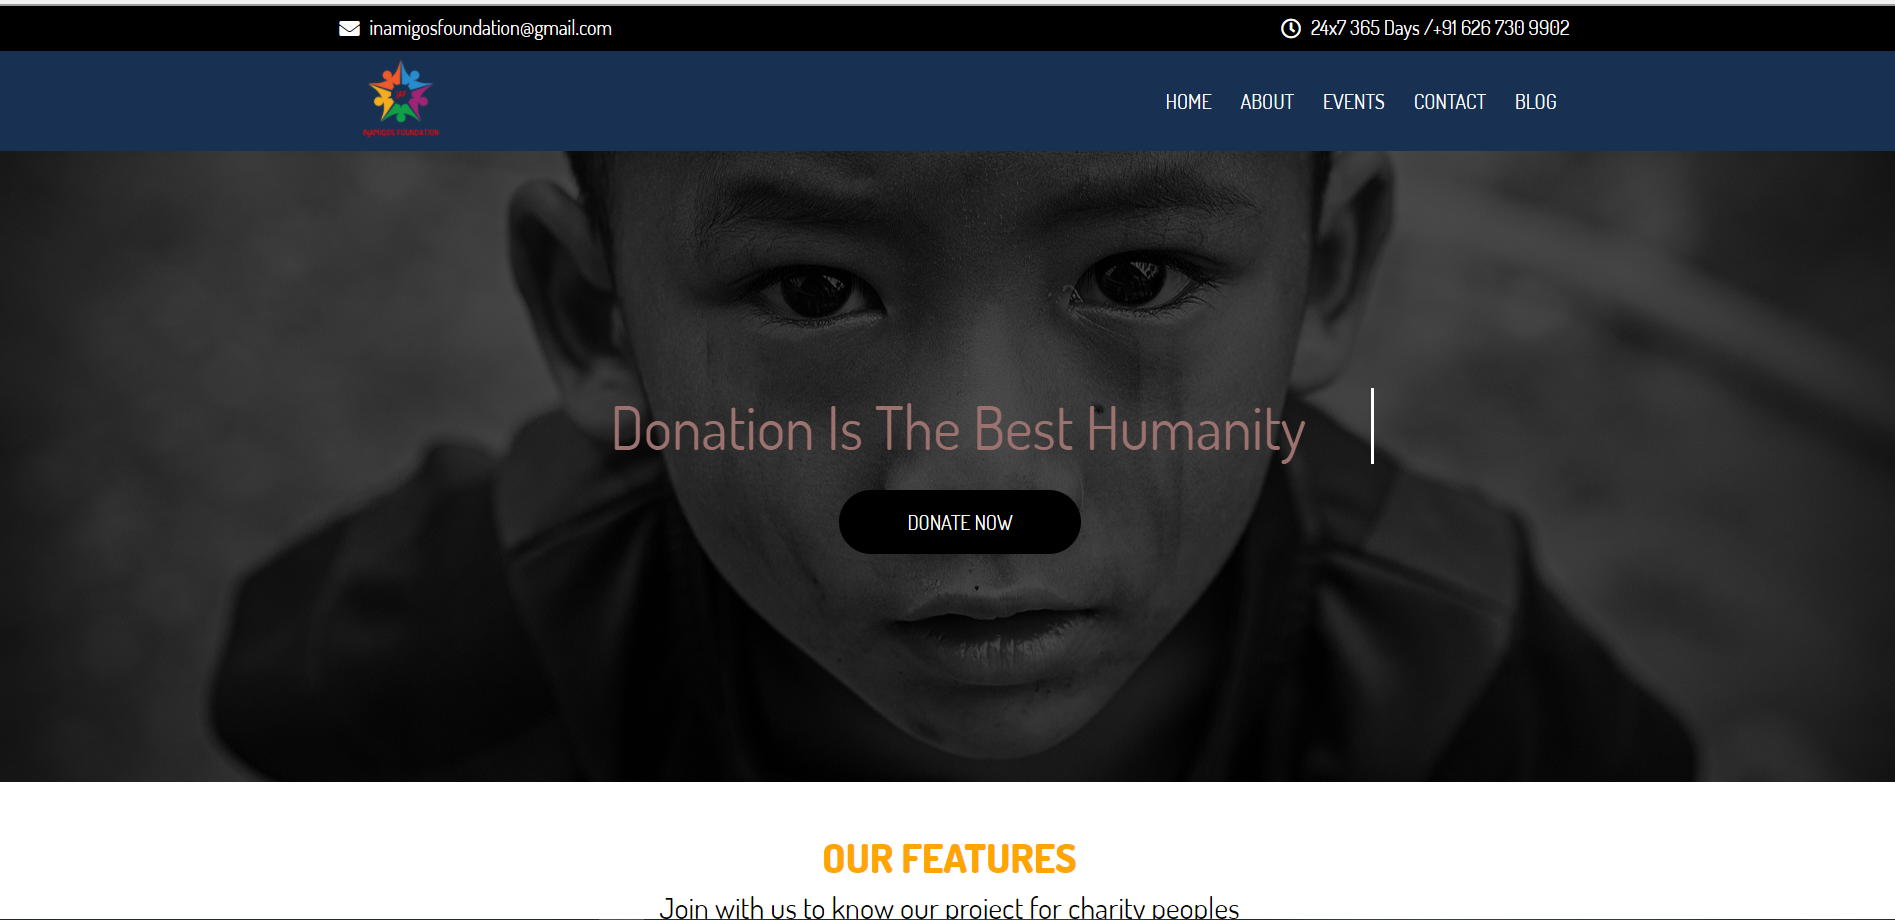 inamigosfoundation@gmail.com
24x7 365 Days /+91 626 730 9902
IAF
INAMIGOS FOUNDATION
HOME ABOUT EVENTS CONTACT BLOG
Donation Is The Best Humanity
DONATE NOW
OUR FEATURES
Join with us to know our project for charity peoples